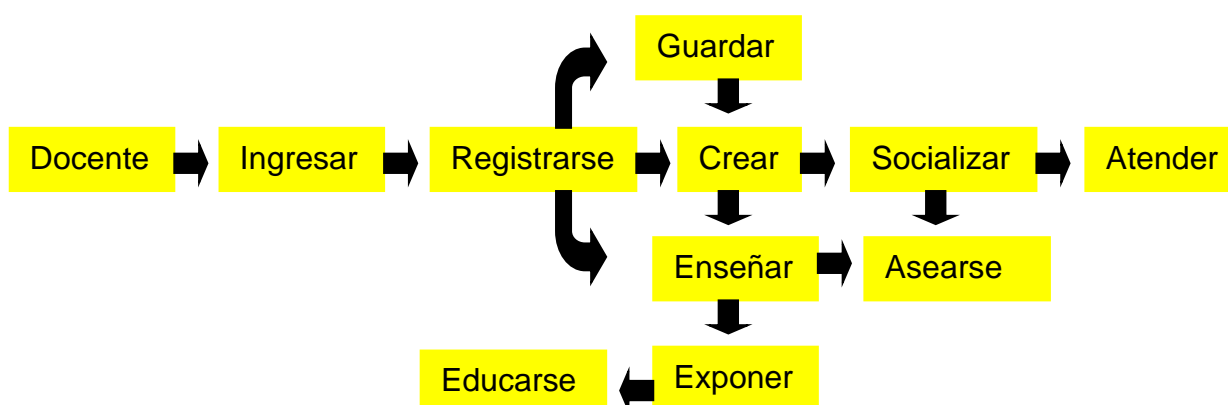 Guardar
Docente
Ingresar
Registrarse
Crear
Socializar
Atender
Enseñar
Asearse
Educarse
Exponer